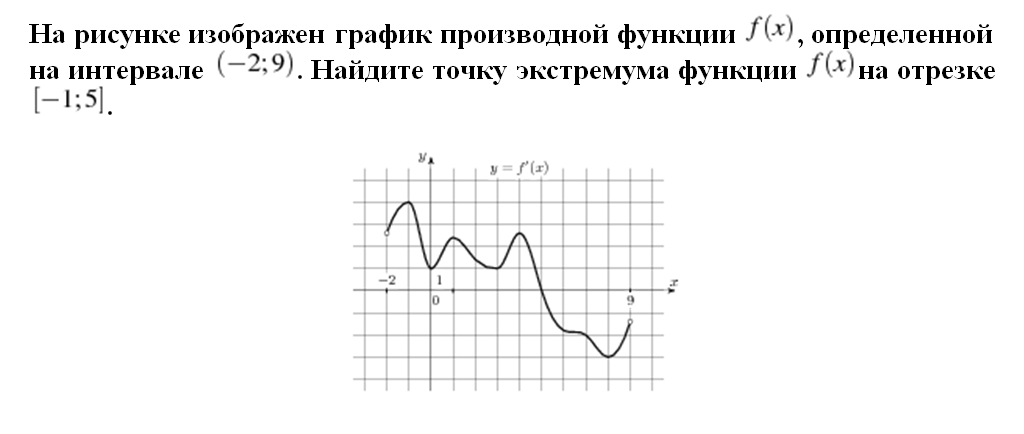 На рисунке изображен график производной функции f(x), определенной
на интервале (−2;9). Найдите точку экстремума функции f(x) на отрезке
[−1;5].
y
y = f′(x)
−2 1 x
0 9